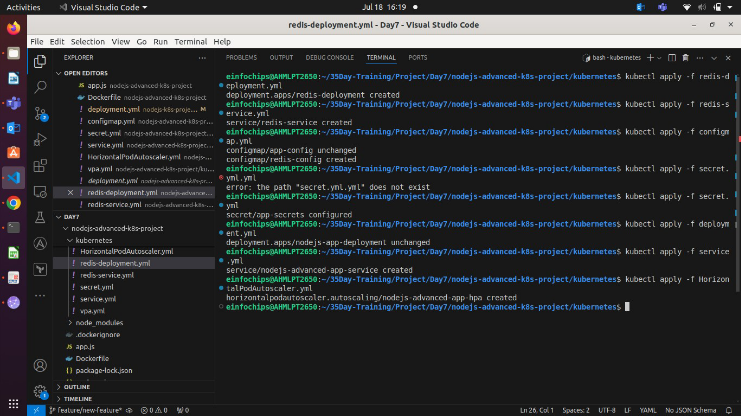 Activities
Visual Studio Code
Jul 18 16:19
redis-deployment.yml - Day7 - Visual Studio Code
File Edit Selection View Go Run Terminal Help
EXPLORER
OPEN EDITORS
app.js nodejs-advanced-k8s-project
Dockerfile nodejs-advanced-k8s-project
deployment.yml nodejs-advanced-k8s-proje... M
configmap.yml nodejs-advanced-k8s-pr...
secret.yml nodejs-advanced-k8s-project...
service.yml nodejs-advanced-k8s-projec...
HorizontalPodAutoscaler.yml nodejs-...
vpa.yml nodejs-advanced-k8s-project/ku...
deployment.yml nodejs-advanced-k8s-...
redis-deployment.yml nodejs-advance...
redis-service.yml nodejs-advanced-k8s-...
DAY7
nodejs-advanced-k8s-project
kubernetes
HorizontalPodAutoscaler.yml
redis-deployment.yml
redis-service.yml
secret.yml
service.yml
vpa.yml
node_modules
.dockerignore
app.js
Dockerfile
package-lock.json
OUTLINE
TIMELINE
PROBLEMS OUTPUT DEBUG CONSOLE TERMINAL PORTS
bash - kubernetes
einfochips@AHMLPT2650:~/35Day-Training/Project/Day7/nodejs-advanced-k8s-project/kubernetes$ kubectl apply -f redis-d
eployment.yml
deployment.apps/redis-deployment created
einfochips@AHMLPT2650:~/35Day-Training/Project/Day7/nodejs-advanced-k8s-project/kubernetes$ kubectl apply -f redis-s
ervice.yml
service/redis-service created
einfochips@AHMLPT2650:~/35Day-Training/Project/Day7/nodejs-advanced-k8s-project/kubernetes$ kubectl apply -f configm
ap.yml
configmap/app-config unchanged
configmap/redis-config created
einfochips@AHMLPT2650:~/35Day-Training/Project/Day7/nodejs-advanced-k8s-project/kubernetes$ kubectl apply -f secret.
yml.yml
error: the path "secret.yml.yml" does not exist
einfochips@AHMLPT2650:~/35Day-Training/Project/Day7/nodejs-advanced-k8s-project/kubernetes$ kubectl apply -f secret.
yml
secret/app-secrets configured
einfochips@AHMLPT2650:~/35Day-Training/Project/Day7/nodejs-advanced-k8s-project/kubernetes$ kubectl apply -f deploym
ent.yml
deployment.apps/nodejs-app-deployment unchanged
einfochips@AHMLPT2650:~/35Day-Training/Project/Day7/nodejs-advanced-k8s-project/kubernetes$ kubectl apply -f service
.yml
service/nodejs-advanced-app-service created
einfochips@AHMLPT2650:~/35Day-Training/Project/Day7/nodejs-advanced-k8s-project/kubernetes$ kubectl apply -f Horizon
talPodAutoscaler.yml
horizontalpodautoscaler.autoscaling/nodejs-advanced-app-hpa created
einfochips@AHMLPT2650:~/35Day-Training/Project/Day7/nodejs-advanced-k8s-project/kubernetes$
feature/new-feature* 0 0 0
Ln 26, Col 1 Spaces: 2 UTF-8 LF YAML No JSON Schema